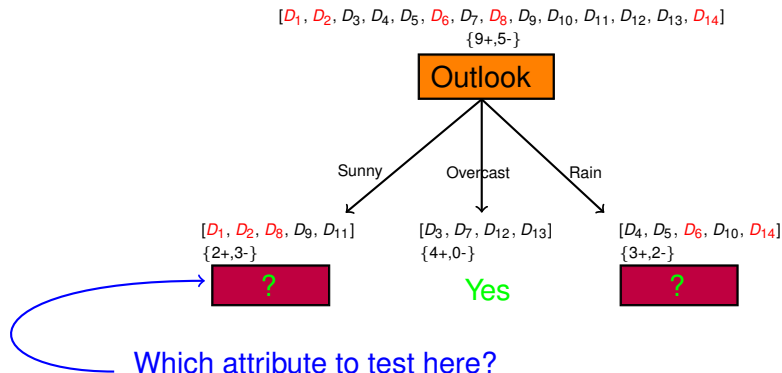 [D1, D2, D3, D4, D5, D6, D7, D8, D9, D10, D11, D12, D13, D14]
{9+,5-}
Outlook
Sunny
Overcast
Rain
[D1, D2, D8, D9, D11]
[D3, D7, D12, D13]
[D4, D5, D6, D10, D14]
{2+,3-}
{4+,0-}
{3+,2-}
?
Yes
?
Which attribute to test here?